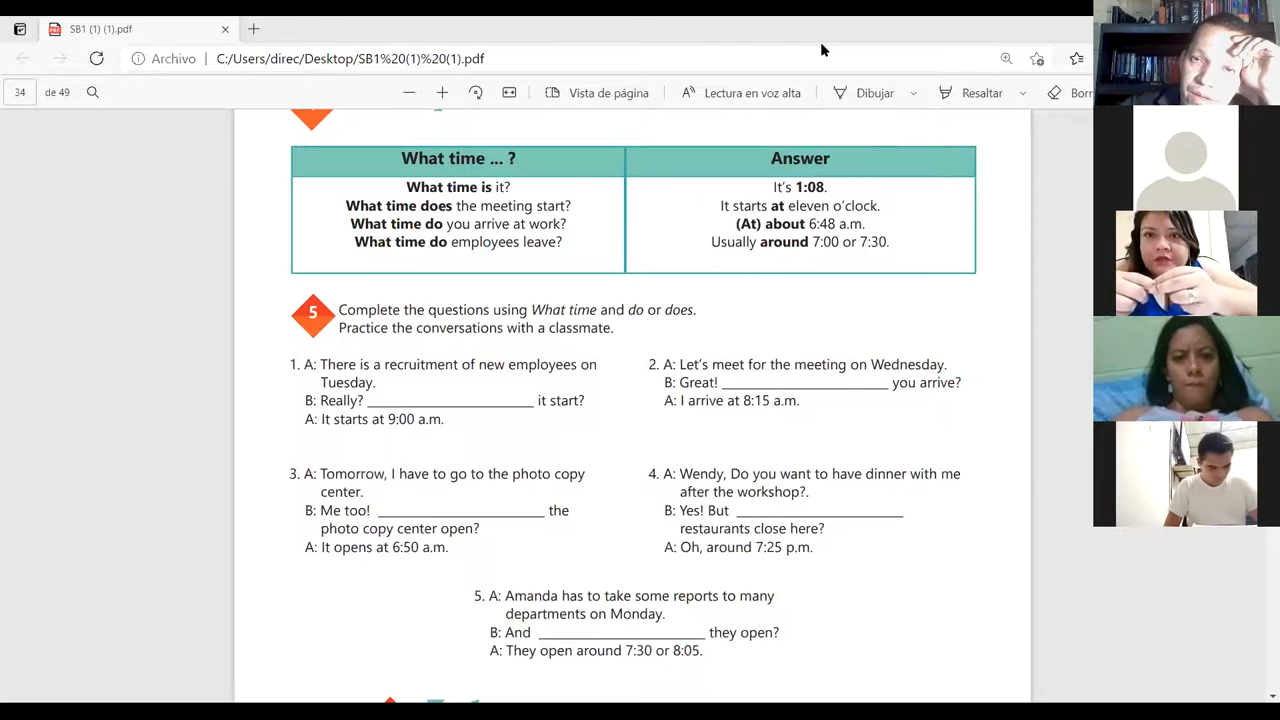 SB1 (1) (1).pdf
Archivo
C:/Users/direc/Desktop/SB1%20(1)%20(1).pdf
34
de 49
Vista de página
Lectura en voz alta
Dibujar
Resaltar
Borr
What time ... ?
Answer
What time is it?
It's 1:08.
What time does the meeting start?
It starts at eleven o'clock.
What time do you arrive at work?
(At) about 6:48 a.m.
What time do employees leave?
Usually around 7:00 or 7:30.
5
Complete the questions using What time and do or does.
Practice the conversations with a classmate.
1. A: There is a recruitment of new employees on
Tuesday.
B: Really? ____________________ it start?
A: It starts at 9:00 a.m.
2. A: Let's meet for the meeting on Wednesday.
B: Great! ____________________ you arrive?
A: I arrive at 8:15 a.m.
3. A: Tomorrow, I have to go to the photo copy
center.
B: Me too! ____________________ the
photo copy center open?
A: It opens at 6:50 a.m.
4. A: Wendy, Do you want to have dinner with me
after the workshop?.
B: Yes! But ____________________
restaurants close here?
A: Oh, around 7:25 p.m.
5. A: Amanda has to take some reports to many
departments on Monday.
B: And ____________________ they open?
A: They open around 7:30 or 8:05.